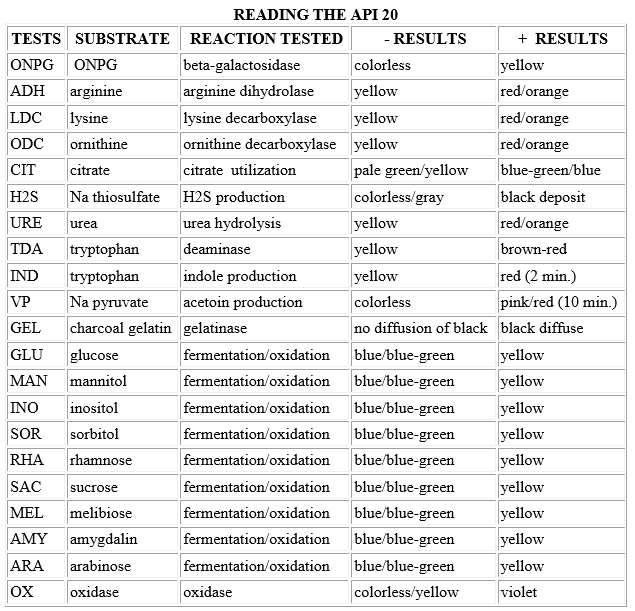 READING THE API 20
TESTS SUBSTRATE REACTION TESTED - RESULTS + RESULTS
ONPG ONPG beta-galactosidase colorless yellow
ADH arginine arginine dihydrolase yellow red/orange
LDC lysine lysine decarboxylase yellow red/orange
ODC ornithine ornithine decarboxylase yellow red/orange
CIT citrate citrate utilization pale green/yellow blue-green/blue
H2S Na thiosulfate H2S production colorless/gray black deposit
URE urea urea hydrolysis yellow red/orange
TDA tryptophan deaminase yellow brown-red
IND tryptophan indole production yellow red (2 min.)
VP Na pyruvate acetoin production colorless pink/red (10 min.)
GEL charcoal gelatin gelatinase no diffusion of black black diffuse
GLU glucose fermentation/oxidation blue/blue-green yellow
MAN mannitol fermentation/oxidation blue/blue-green yellow
INO inositol fermentation/oxidation blue/blue-green yellow
SOR sorbitol fermentation/oxidation blue/blue-green yellow
RHA rhamnose fermentation/oxidation blue/blue-green yellow
SAC sucrose fermentation/oxidation blue/blue-green yellow
MEL melibiose fermentation/oxidation blue/blue-green yellow
AMY amygdalin fermentation/oxidation blue/blue-green yellow
ARA arabinose fermentation/oxidation blue/blue-green yellow
OX oxidase oxidase colorless/yellow violet